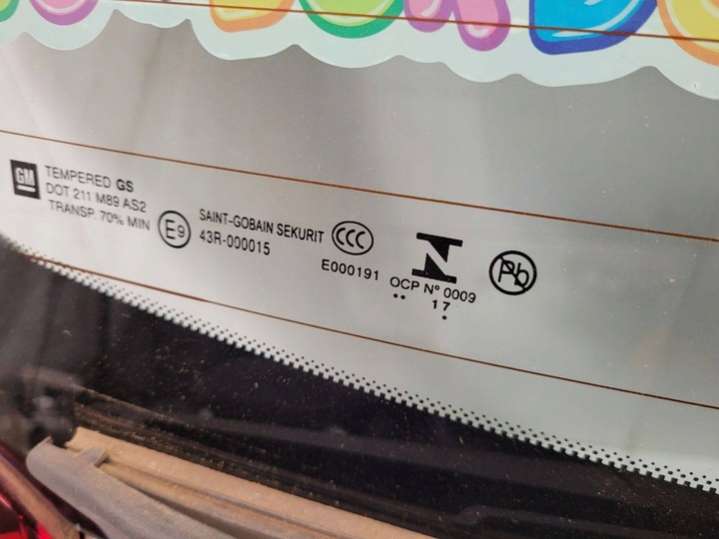 GM
TEMPERED GS
DOT 211 M89 AS2
TRANSP. 70% MIN
E9
SAINT-GOBAIN SEKURIT
43R-000015
CCC
E000191
N
OCP Nº 0009
.. 17
.
Pb